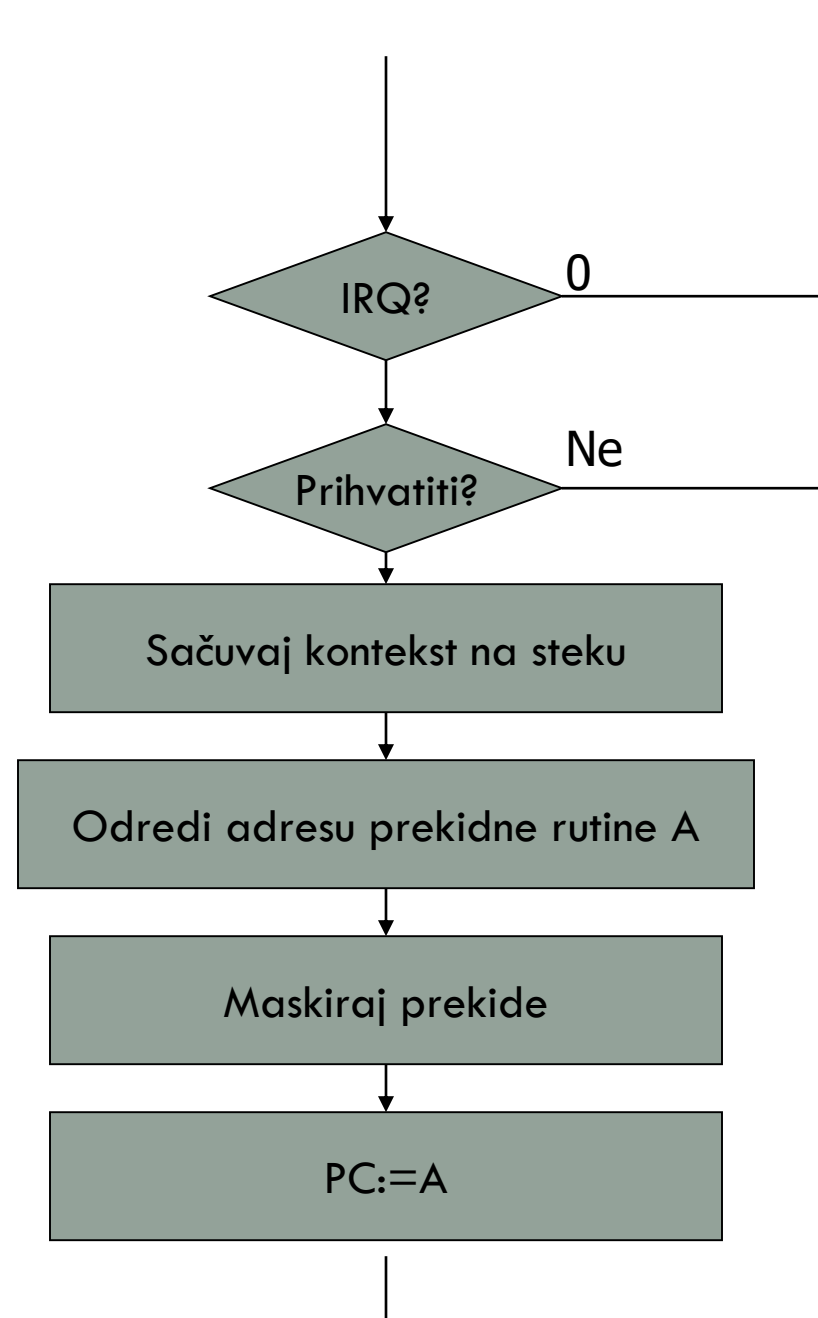 IRQ?
0
Prihvatiti?
Ne
Sačuvaj kontekst na steku
Odredi adresu prekidne rutine A
Maskiraj prekide
PC:=A